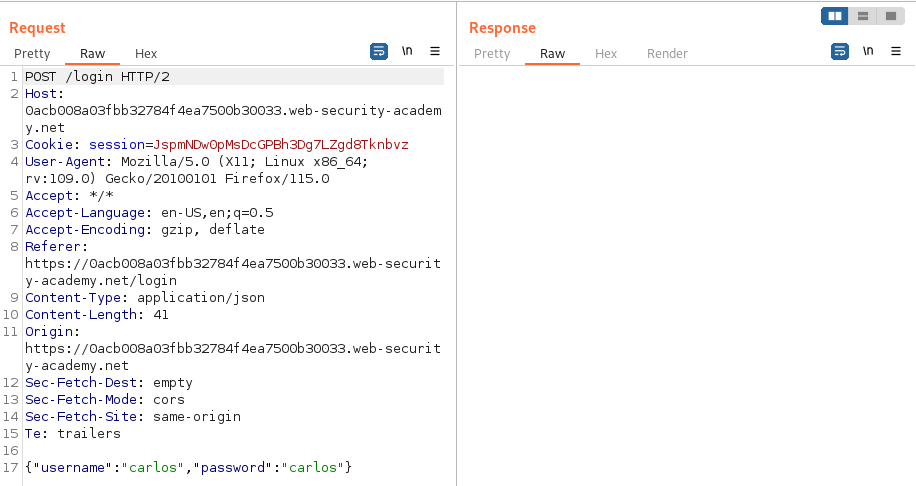 Request
Pretty Raw Hex \n
1 POST /login HTTP/2
2 Host:
0acb008a03fbb32784f4ea7500b30033.web-security-academ
y.net
3 Cookie: session=JspmNDwOpMsDcGPBh3Dg7LZgd8Tknbvz
4 User-Agent: Mozilla/5.0 (X11; Linux x86_64;
rv:109.0) Gecko/20100101 Firefox/115.0
5 Accept: */*
6 Accept-Language: en-US,en;q=0.5
7 Accept-Encoding: gzip, deflate
8 Referer:
https://0acb008a03fbb32784f4ea7500b30033.web-securit
y-academy.net/login
9 Content-Type: application/json
10 Content-Length: 41
11 Origin:
https://0acb008a03fbb32784f4ea7500b30033.web-securit
y-academy.net
12 Sec-Fetch-Dest: empty
13 Sec-Fetch-Mode: cors
14 Sec-Fetch-Site: same-origin
15 Te: trailers
16
17 {"username":"carlos","password":"carlos"}
Response
Pretty Raw Hex Render \n